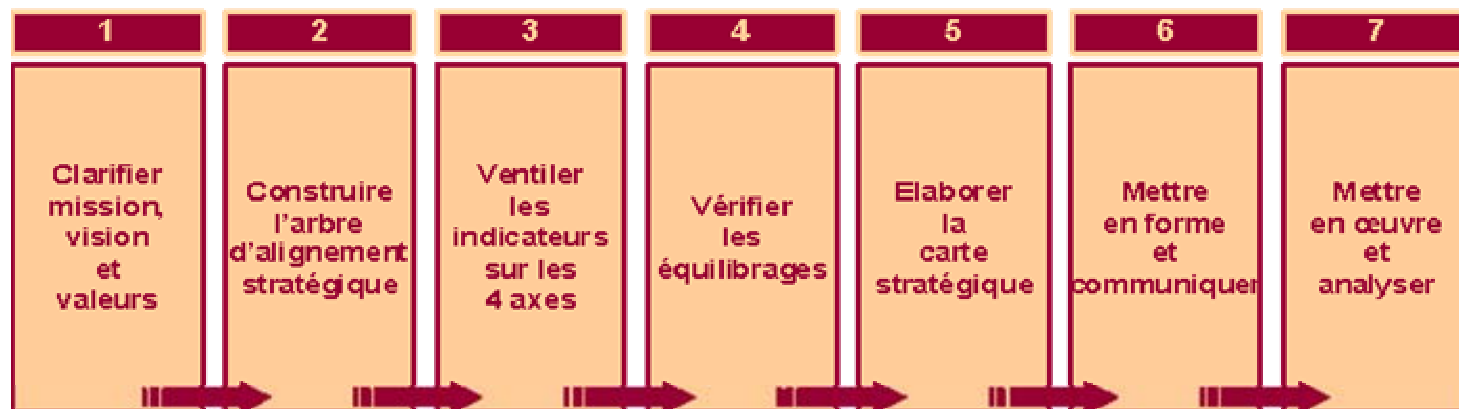 1
2
3
4
5
6
7
Clarifier
mission,
vision
et
valeurs
Construire
l'arbre
d'alignement
stratégique
Ventiler
les
indicateurs
sur les
4 axes
Vérifier
les
équilibrages
Elaborer
la
carte
stratégique
Mettre
en forme
et
communiquer
Mettre
en œuvre
et
analyser